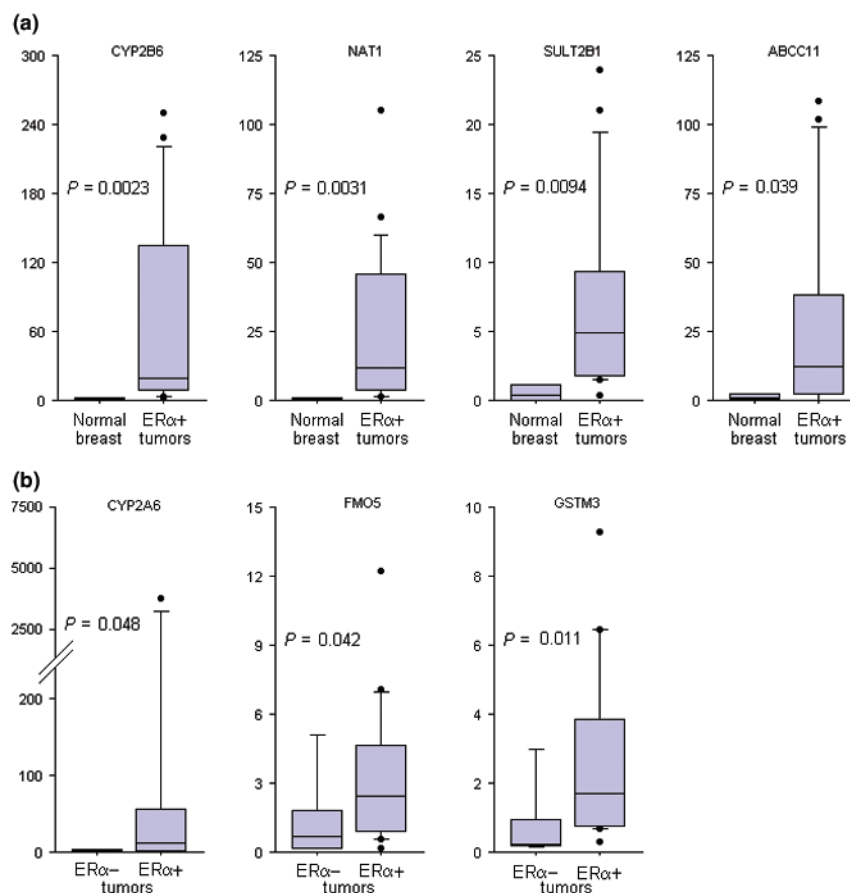 (a)
CYP2B6
300
240
180
120
60
0
P = 0.0023
Normal breast
ERα+ tumors
NAT1
125
100
75
50
25
0
P = 0.0031
Normal breast
ERα+ tumors
SULT2B1
25
20
15
10
5
0
P = 0.0094
Normal breast
ERα+ tumors
ABCC11
125
100
75
50
25
0
P = 0.039
Normal breast
ERα+ tumors
(b)
CYP2A6
7500
5000
2500
200
100
0
P = 0.048
ERα− ERα+
tumors
FMO5
15
12
9
6
3
0
P = 0.042
ERα− ERα+
tumors
GSTM3
10
8
6
4
2
0
P = 0.011
ERα− ERα+
tumors